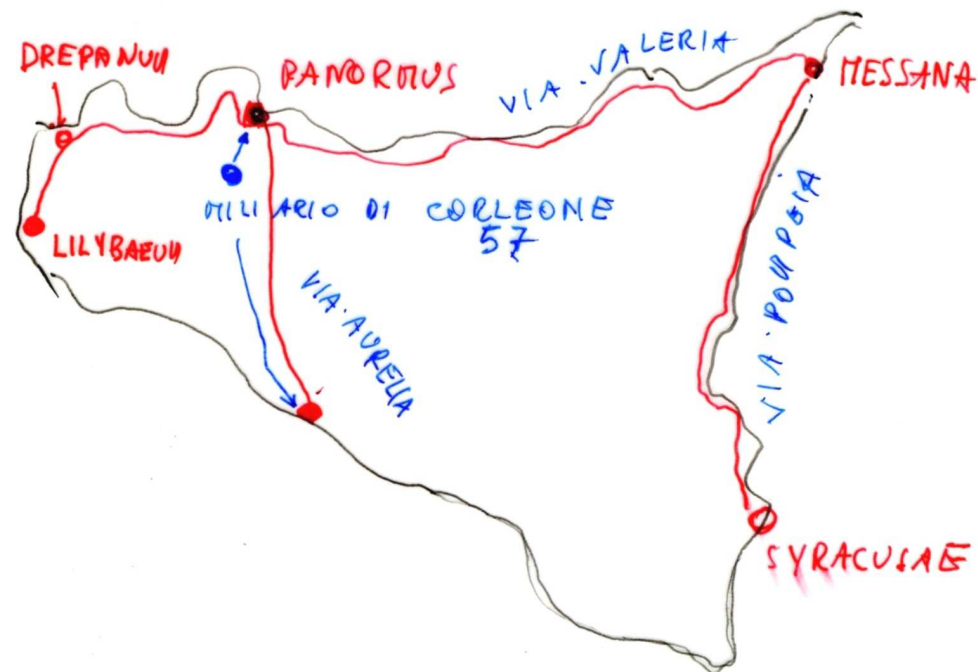 DREPANUM
PANORMUS
VIA·VALERIA
MESSANA
MILIARIO DI CORLEONE
57
LILYBAEUM
VIA·AURELIA
VIA·POMPEIA
SYRACUSAE